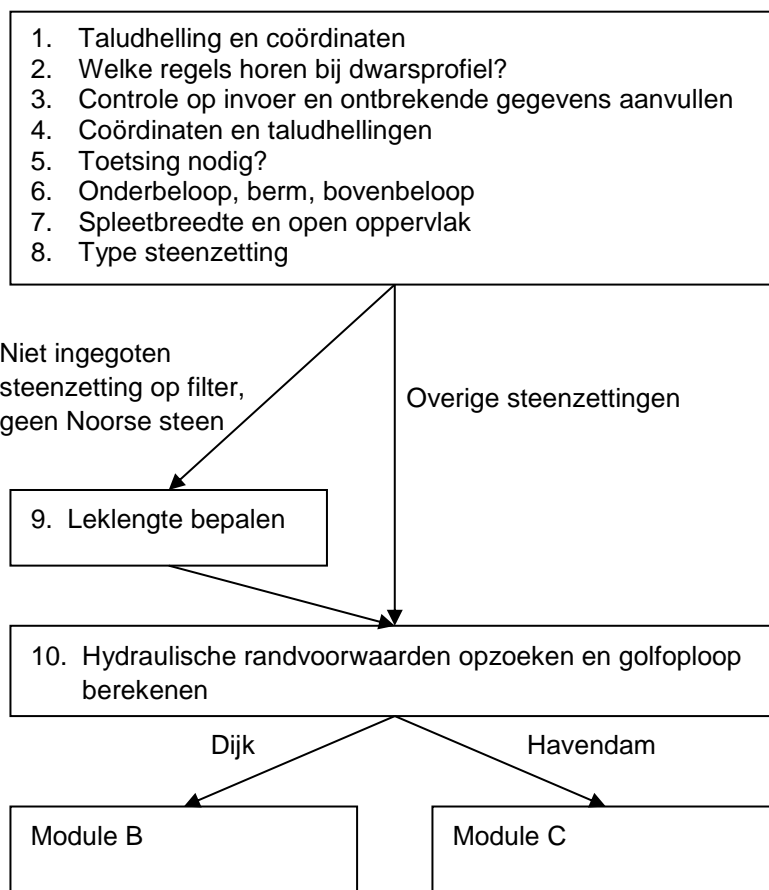 1. Taludhelling en coördinaten
2. Welke regels horen bij dwarsprofiel?
3. Controle op invoer en ontbrekende gegevens aanvullen
4. Coördinaten en taludhellingen
5. Toetsing nodig?
6. Onderbeloop, berm, bovenbeloop
7. Spleetbreedte en open oppervlak
8. Type steenzetting
Niet ingegoten
steenzetting op filter,
geen Noorse steen
Overige steenzettingen
9. Leklengte bepalen
10. Hydraulische randvoorwaarden opzoeken en golfoploop
berekenen
Dijk
Havendam
Module B
Module C